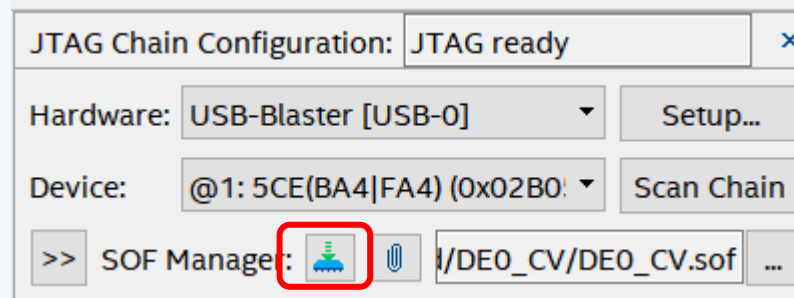 JTAG Chain Configuration: JTAG ready
Hardware: USB-Blaster [USB-0] Setup...
Device: @1: 5CE(BA4|FA4) (0x02B0 Scan Chain
>> SOF Manager: /DE0_CV/DE0_CV.sof ...